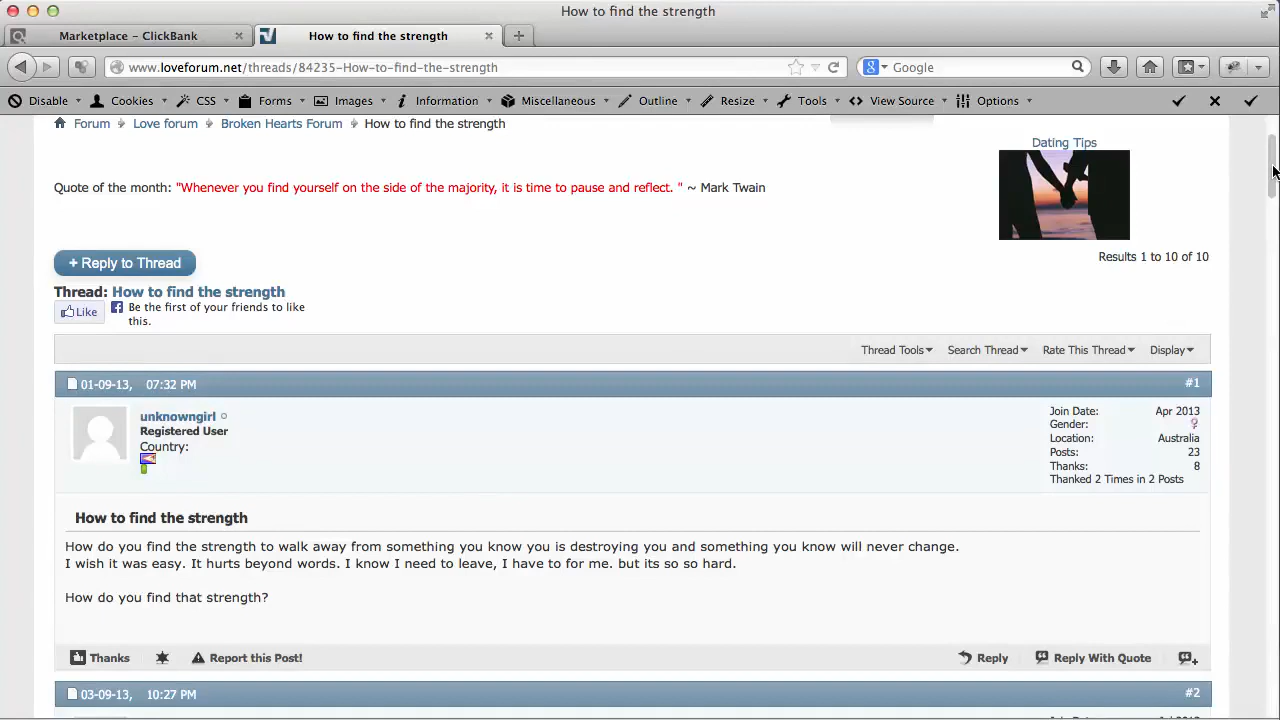 How to find the strength
Marketplace – ClickBank
How to find the strength
www.loveforum.net/threads/84235-How-to-find-the-strength
Google
Disable Cookies CSS Forms Images Information Miscellaneous Outline Resize Tools View Source Options
Forum Love forum Broken Hearts Forum How to find the strength
Dating Tips
Quote of the month: "Whenever you find yourself on the side of the majority, it is time to pause and reflect. " ~ Mark Twain
+ Reply to Thread
Results 1 to 10 of 10
Thread: How to find the strength
Like
Be the first of your friends to like
this.
Thread Tools Search Thread Rate This Thread Display
01-09-13, 07:32 PM #1
unknowngirl
Registered User
Country:
Join Date: Apr 2013
Gender:
Location: Australia
Posts: 23
Thanks: 8
Thanked 2 Times in 2 Posts
How to find the strength
How do you find the strength to walk away from something you know you is destroying you and something you know will never change.
I wish it was easy. It hurts beyond words. I know I need to leave, I have to for me. but its so so hard.
How do you find that strength?
Thanks Report this Post! Reply Reply With Quote
03-09-13, 10:27 PM #2